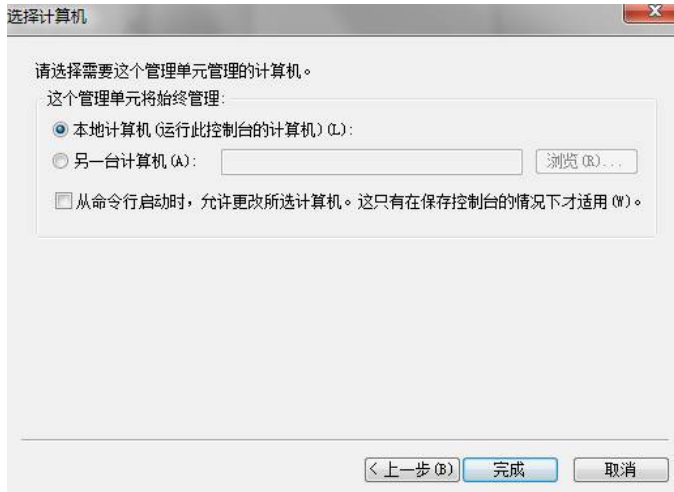 选择计算机
请选择需要这个管理单元管理的计算机。
这个管理单元将始终管理:
本地计算机(运行此控制台的计算机)(L):
另一台计算机(A):
浏览(R)...
从命令行启动时，允许更改所选计算机。这只有在保存控制台的情况下才适用(W)。
<上一步(B)
完成
取消